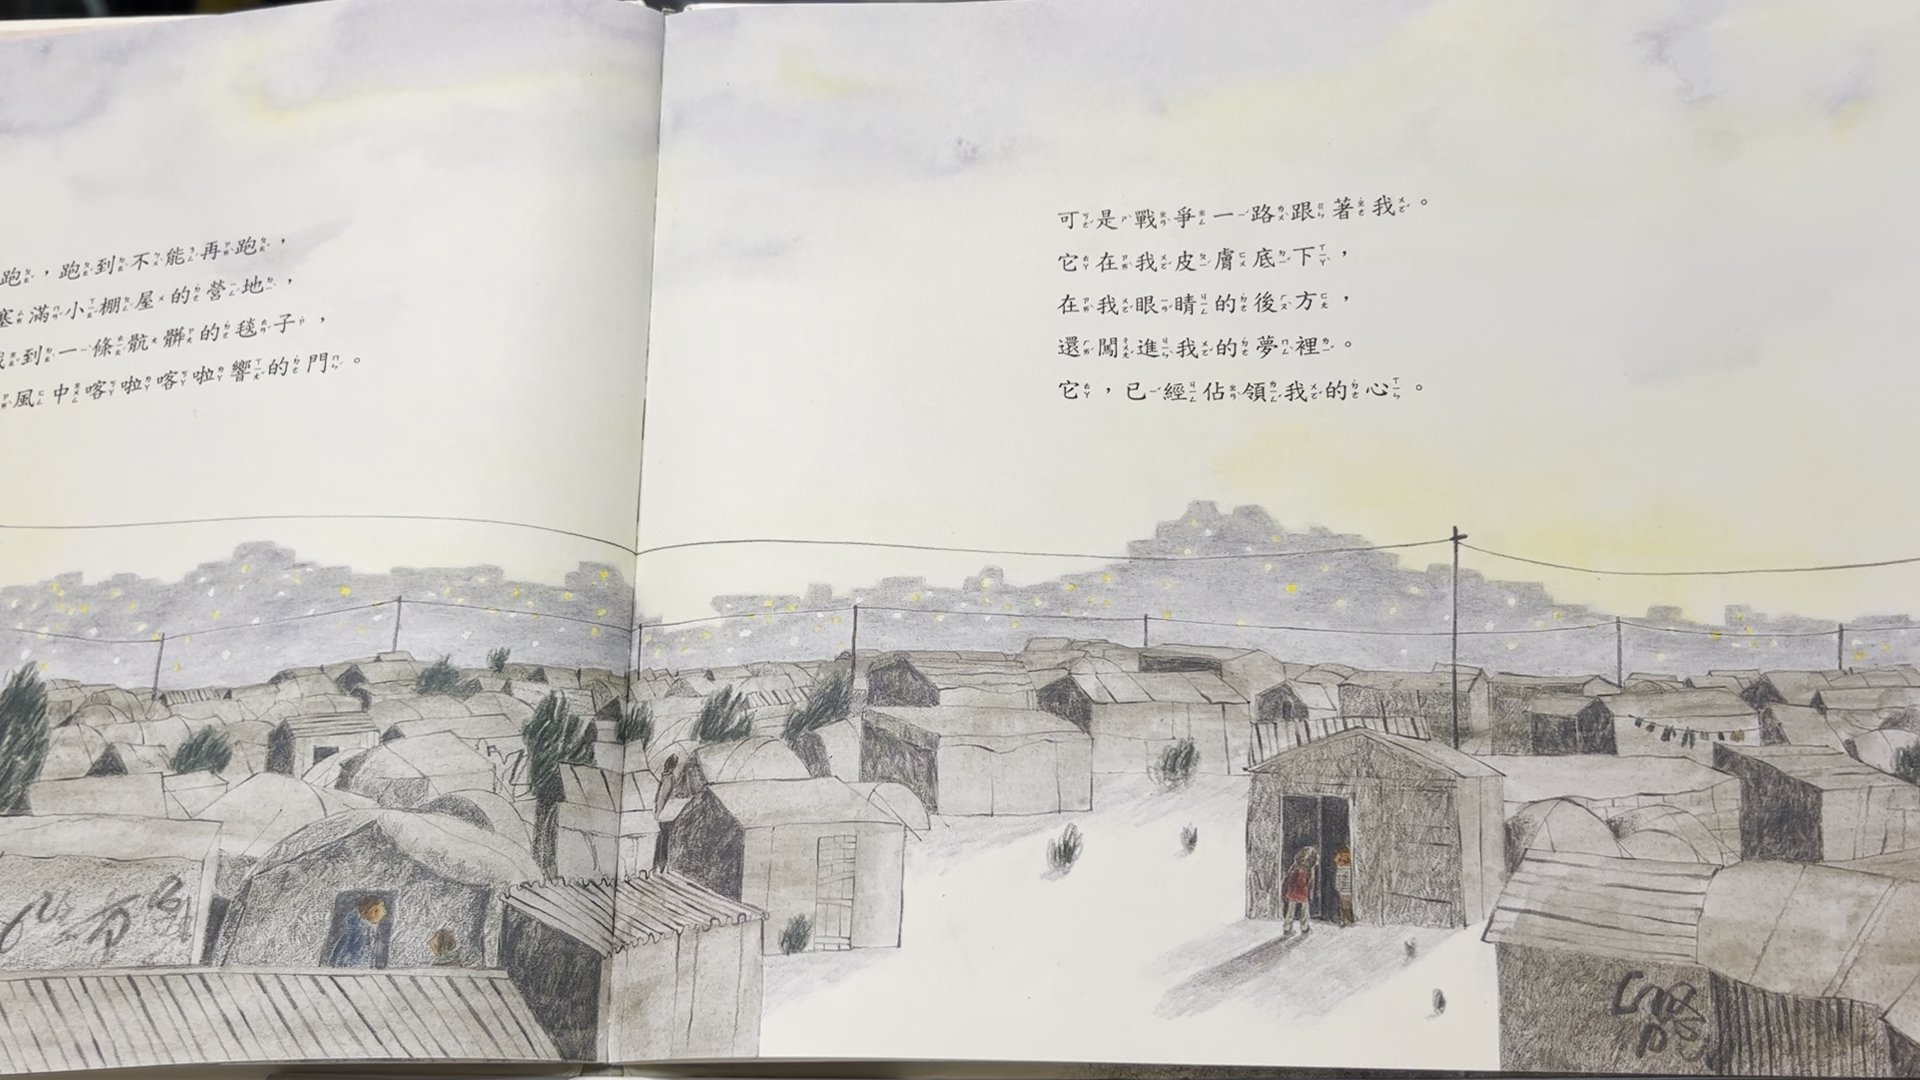 跑，跑到不能再跑，
塞滿小棚屋的營地，
到一條骯髒的毯子，
風中喀啦喀啦響的門。
可是戰爭一路跟著我。
它在我皮膚底下，
在我眼睛的後方，
還闖進我的夢裡。
它，已經佔領我的心。